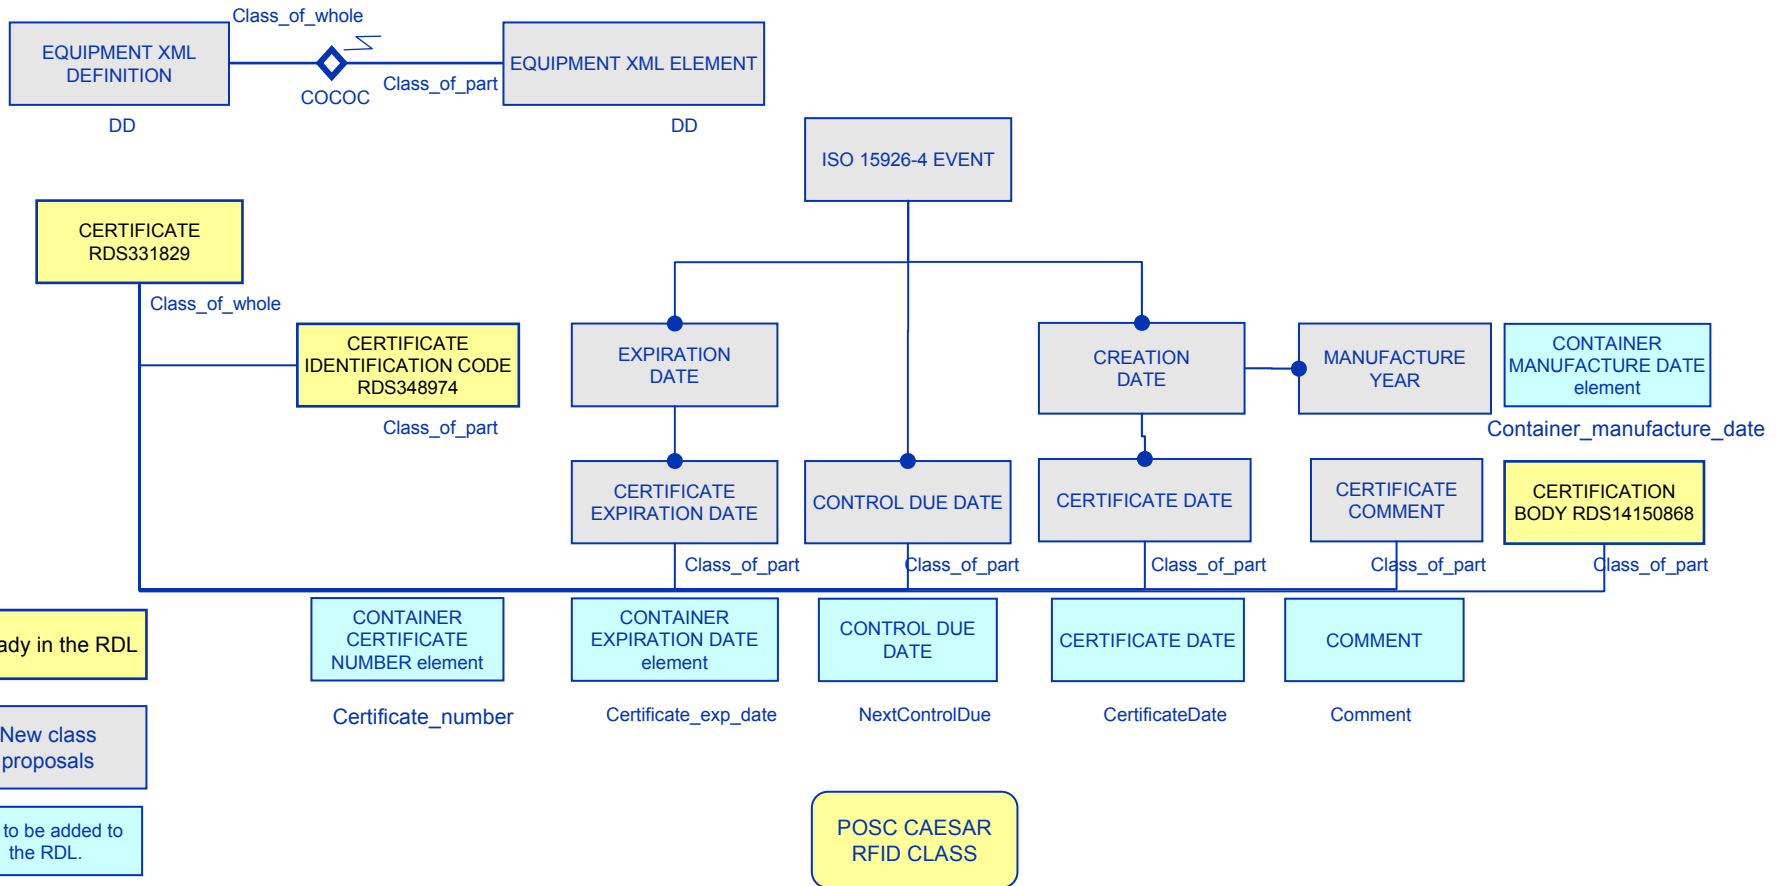 Class_of_whole
EQUIPMENT XML
DEFINITION
EQUIPMENT XML ELEMENT
Class_of_part
COCOC
DD
DD
ISO 15926-4 EVENT
CERTIFICATE
RDS331829
Class_of_whole
CERTIFICATE
IDENTIFICATION CODE
RDS348974
Class_of_part
EXPIRATION
DATE
CREATION
DATE
MANUFACTURE
YEAR
CONTAINER
MANUFACTURE DATE
element
Container_manufacture_date
CERTIFICATE
EXPIRATION DATE
CONTROL DUE DATE
CERTIFICATE DATE
CERTIFICATE
COMMENT
CERTIFICATION
BODY RDS14150868
Class_of_part
Class_of_part
Class_of_part
Class_of_part
Class_of_part
ady in the RDL
CONTAINER
CERTIFICATE
NUMBER element
CONTAINER
EXPIRATION DATE
element
CONTROL DUE
DATE
CERTIFICATE DATE
COMMENT
Certificate_number
Certificate_exp_date
NextControlDue
CertificateDate
Comment
New class
proposals
to be added to
the RDL.
POSC CAESAR
RFID CLASS